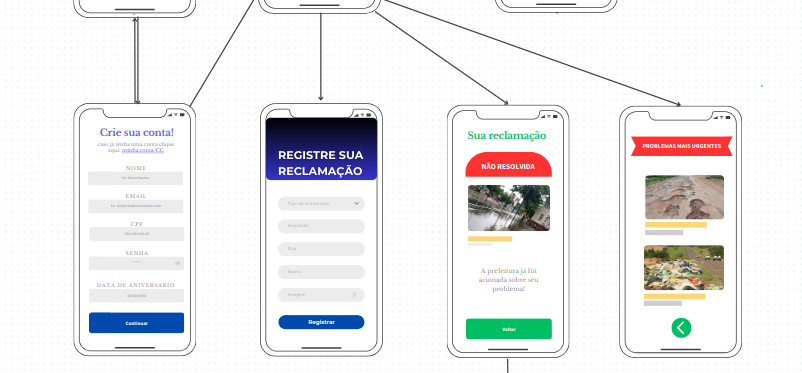 Crie sua conta!
caso já tenha uma conta clique
aqui: minha conta/CC
NOME
EMAIL
CPF
SENHA
DATA DE ANIVERSARIO
Continuar
REGISTRE SUA
RECLAMAÇÃO
Tipo de reclamação
Descrição
Rua
Bairro
Imagem
Registrar
Sua reclamação
NÃO RESOLVIDA
A prefeitura já foi
acionada sobre seu
problema!
Voltar
PROBLEMAS MAIS URGENTES